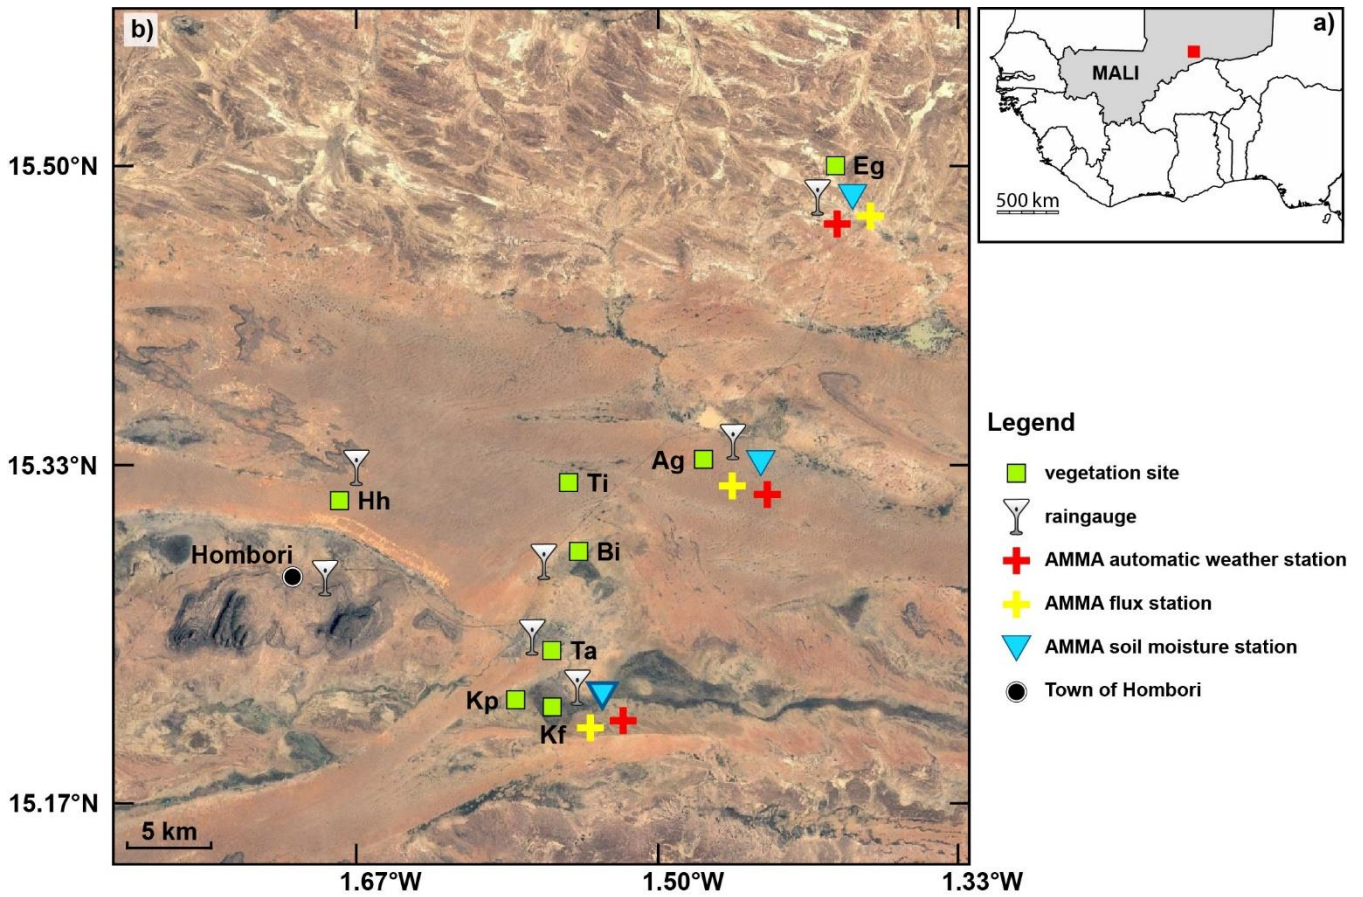 b)
a)
MALI
500 km
15.50°N
Eg
15.33°N
Ag
Ti
Hh
Bi
Hombori
Ta
Kp
Kf
15.17°N
5 km
1.67°W
1.50°W
1.33°W
Legend
vegetation site
raingauge
AMMA automatic weather station
AMMA flux station
AMMA soil moisture station
Town of Hombori